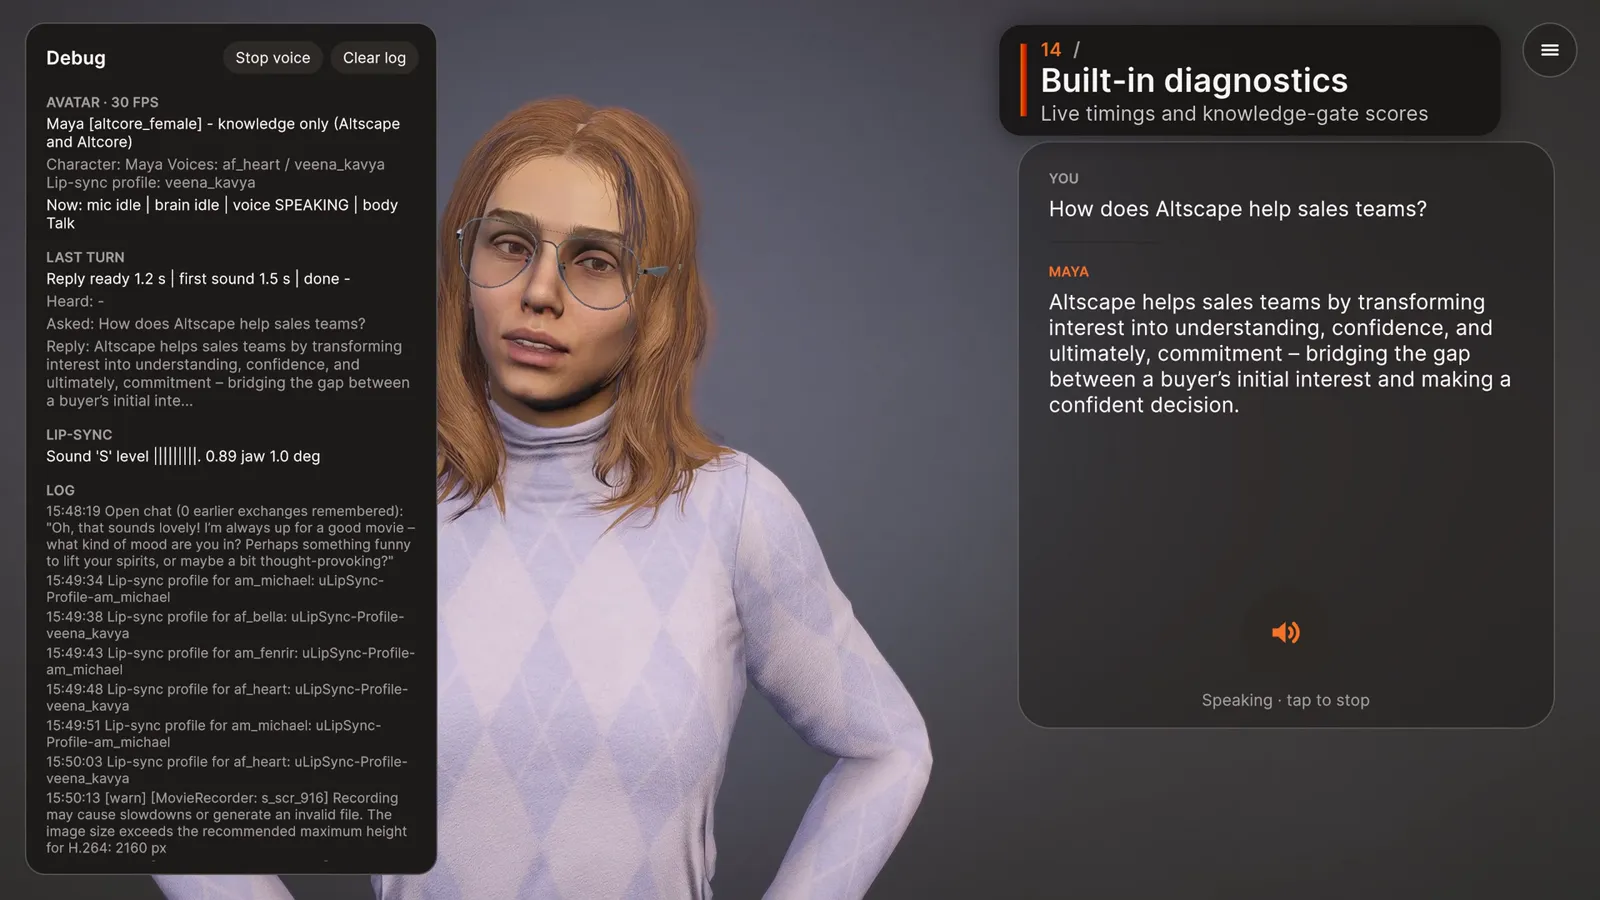 Debug
Stop voice
Clear log
AVATAR · 30 FPS
Maya [altcore_female] - knowledge only (Altscape
and Altcore)
Character: Maya Voices: af_heart / veena_kavya
Lip-sync profile: veena_kavya
Now: mic idle | brain idle | voice SPEAKING | body
Talk
LAST TURN
Reply ready 1.2 s | first sound 1.5 s | done -
Heard: -
Asked: How does Altscape help sales teams?
Reply: Altscape helps sales teams by transforming
interest into understanding, confidence, and
ultimately, commitment – bridging the gap between
a buyer’s initial inte...
LIP-SYNC
Sound 'S' level |||||||||. 0.89 jaw 1.0 deg
LOG
15:48:19 Open chat (0 earlier exchanges remembered):
"Oh, that sounds lovely! I’m always up for a good movie –
what kind of mood are you in? Perhaps something funny
to lift your spirits, or maybe a bit thought-provoking?"
15:49:34 Lip-sync profile for am_michael: uLipSync-
Profile-am_michael
15:49:38 Lip-sync profile for af_bella: uLipSync-Profile-
veena_kavya
15:49:43 Lip-sync profile for am_fenrir: uLipSync-Profile-
am_michael
15:49:48 Lip-sync profile for af_heart: uLipSync-Profile-
veena_kavya
15:49:51 Lip-sync profile for am_michael: uLipSync-
Profile-am_michael
15:50:03 Lip-sync profile for af_heart: uLipSync-Profile-
veena_kavya
15:50:13 [warn] [MovieRecorder: s_scr_916] Recording
may cause slowdowns or generate an invalid file. The
image size exceeds the recommended maximum height
for H.264: 2160 px
14 /
Built-in diagnostics
Live timings and knowledge-gate scores
YOU
How does Altscape help sales teams?
MAYA
Altscape helps sales teams by transforming
interest into understanding, confidence, and
ultimately, commitment – bridging the gap
between a buyer’s initial interest and making a
confident decision.
Speaking · tap to stop